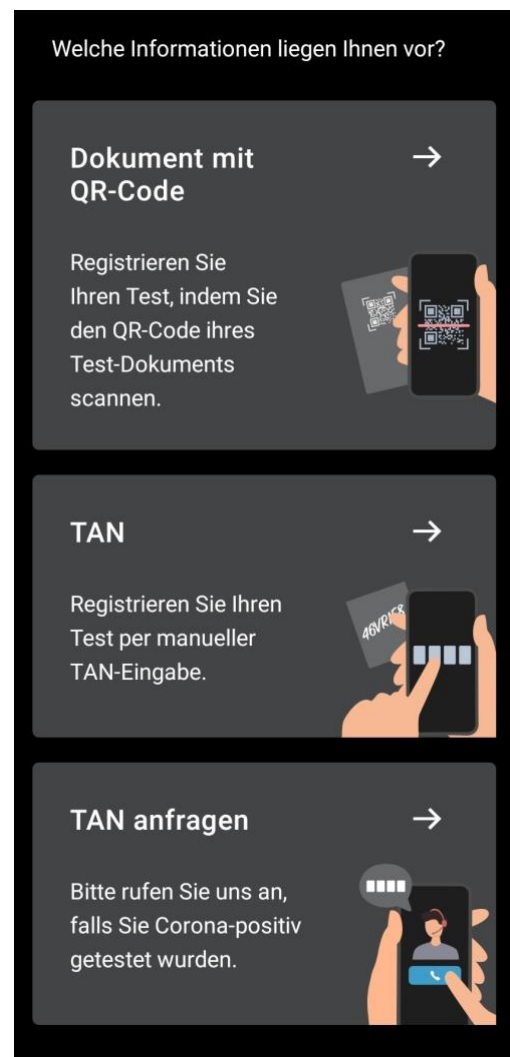 Welche Informationen liegen Ihnen vor?
Dokument mit
QR-Code
Registrieren Sie
Ihren Test, indem Sie
den QR-Code ihres
Test-Dokuments
scannen.
TAN
Registrieren Sie Ihren
Test per manueller
TAN-Eingabe.
46VRIE8
TAN anfragen
Bitte rufen Sie uns an,
falls Sie Corona-positiv
getestet wurden.